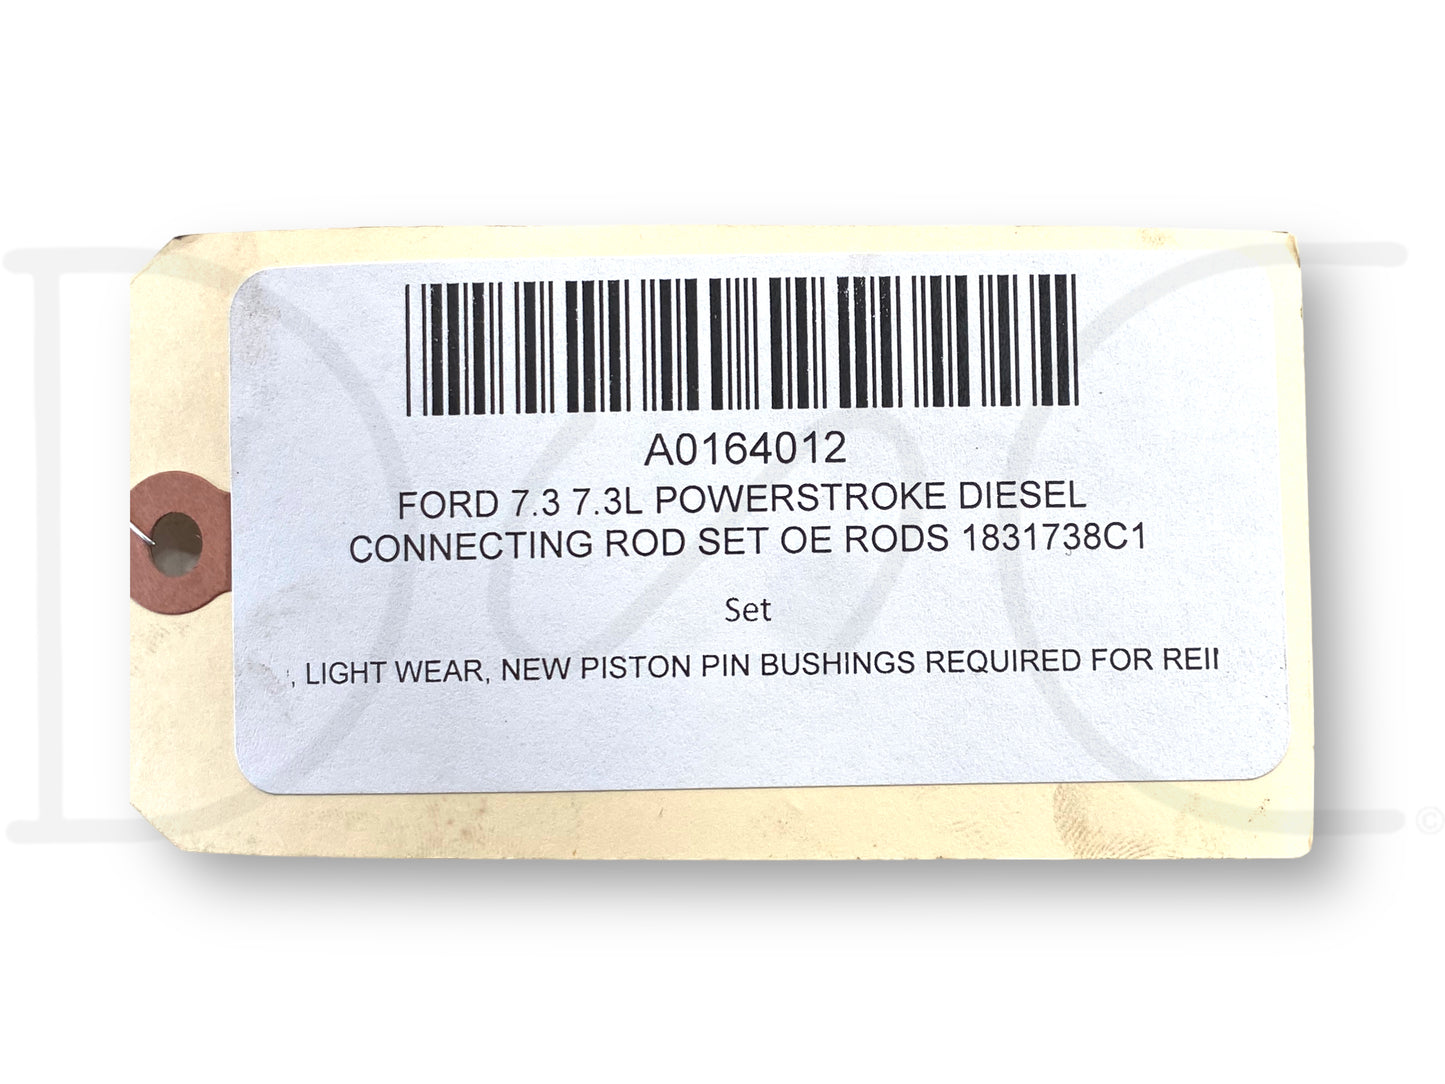 A0164012
FORD 7.3 7.3L POWERSTROKE DIESEL
CONNECTING ROD SET OE RODS 1831738C1
Set
, LIGHT WEAR, NEW PISTON PIN BUSHINGS REQUIRED FOR
©